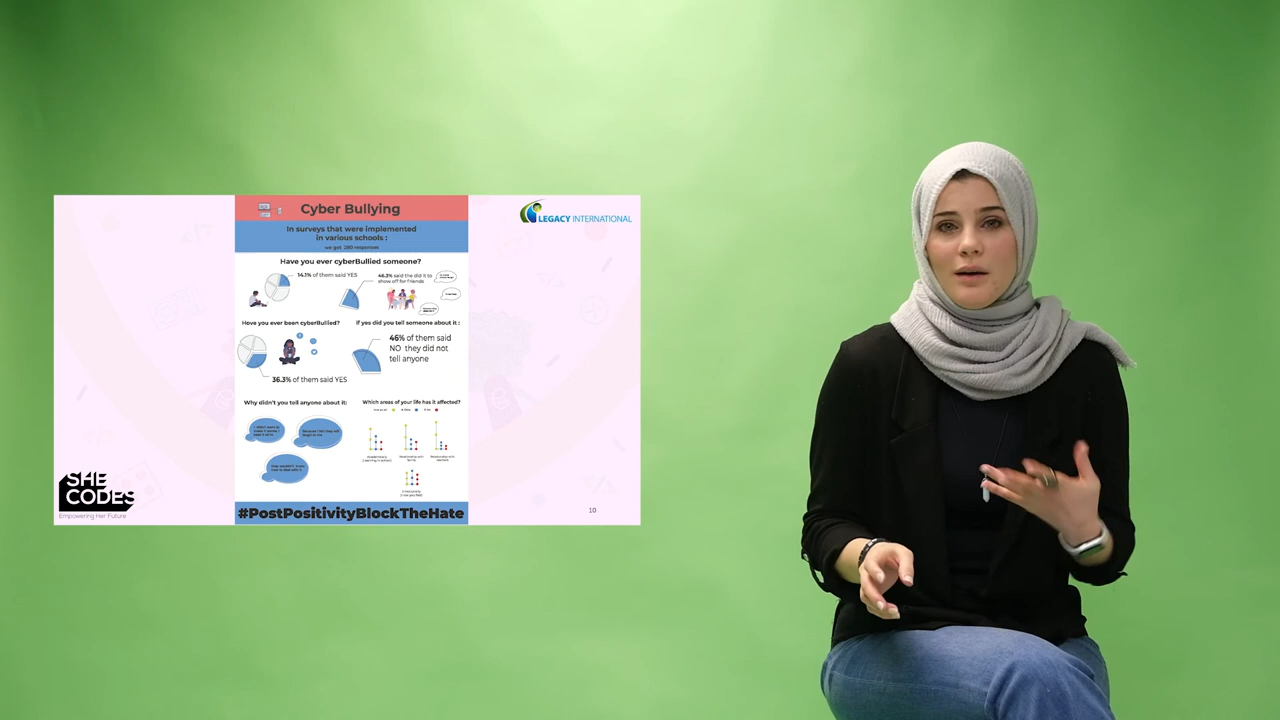 Cyber Bullying
LEGACY INTERNATIONAL
In surveys that were implemented
in various schools :
we got 280 responses
Have you ever cyberBullied someone?
14.1% of them said YES
46.3% said the did it to
show off for friends
Have you ever been cyberBullied?
if yes did you tell someone about it :
46% of them said
NO they did not
tell anyone
36.3% of them said YES
Why didn't you tell anyone about it:
Which areas of your life has it affected?
SHE
CODES
Empowering Her Future
10
#PostPositivityBlockTheHate